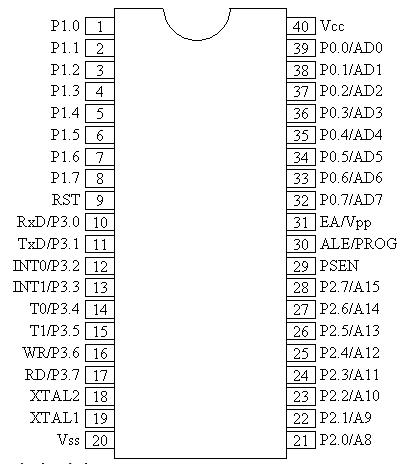 P1.0 1 40 Vcc
P1.1 2 39 P0.0/AD0
P1.2 3 38 P0.1/AD1
P1.3 4 37 P0.2/AD2
P1.4 5 36 P0.3/AD3
P1.5 6 35 P0.4/AD4
P1.6 7 34 P0.5/AD5
P1.7 8 33 P0.6/AD6
RST 9 32 P0.7/AD7
RxD/P3.0 10 31 EA/Vpp
TxD/P3.1 11 30 ALE/PROG
INT0/P3.2 12 29 PSEN
INT1/P3.3 13 28 P2.7/A15
T0/P3.4 14 27 P2.6/A14
T1/P3.5 15 26 P2.5/A13
WR/P3.6 16 25 P2.4/A12
RD/P3.7 17 24 P2.3/A11
XTAL2 18 23 P2.2/A10
XTAL1 19 22 P2.1/A9
Vss 20 21 P2.0/A8